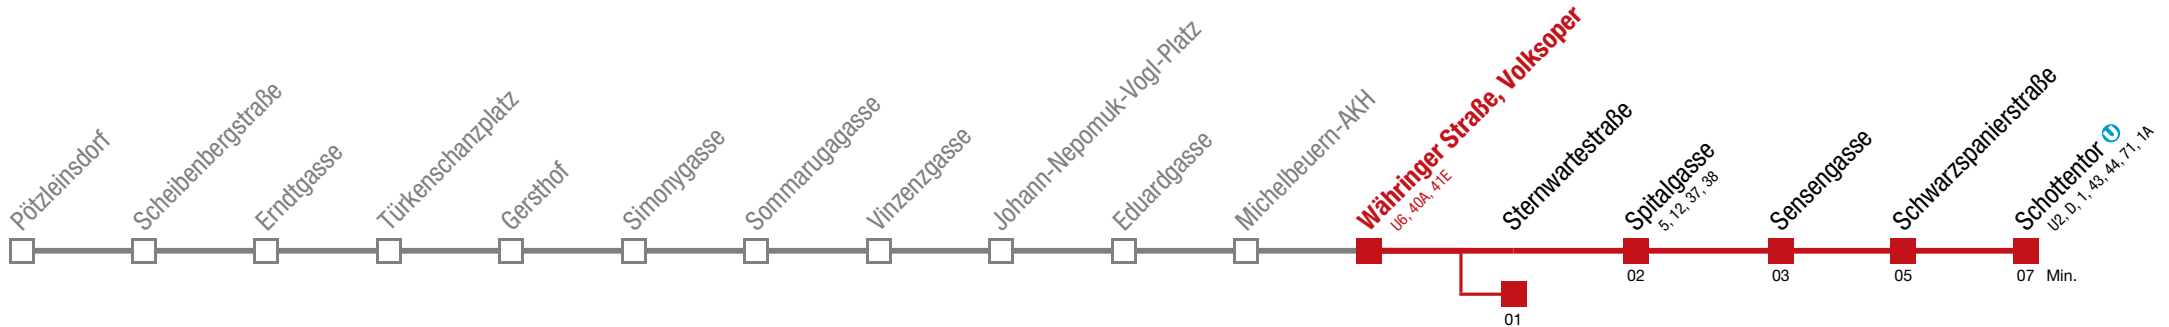 Pötzleinsdorf
Scheibenbergstraße
Erndtgasse
Türkenschanzplatz
Gersthof
Simonygasse
Sommarugagasse
Vinzenzgasse
Johann-Nepomuk-Vogl-Platz
Eduardgasse
Michelbeuern-AKH
Währinger Straße, Volksoper
U6, 40A, 41E
Sternwartestraße
Spitalgasse
5, 12, 37, 38
Sensengasse
Schwarzspanierstraße
Schottentor U
U2, D, 1, 43, 44, 71, 1A
02
03
05
07 Min.
01